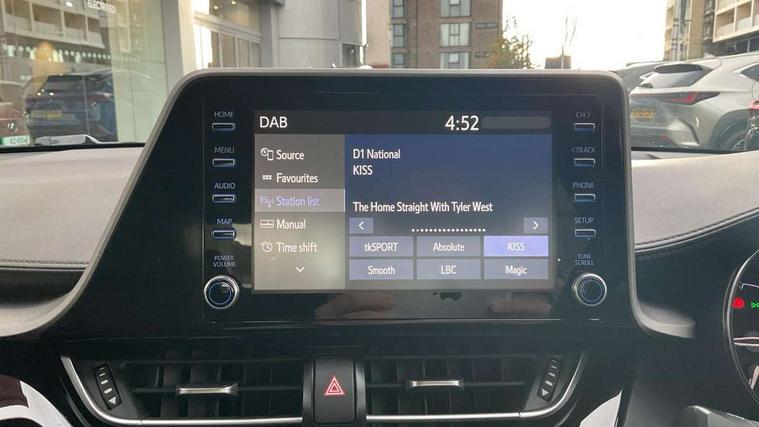 ELECTRIFIED
DAB 4:52
HOME
MENU
AUDIO
MAP
POWER
VOLUME
Source
Favourites
Station list
Manual
Time shift
D1 National
KISS
The Home Straight With Tyler West
tkSPORT Absolute KISS
Smooth LBC Magic
CH >
< TRACK
PHONE
SETUP
TUNE
SCROLL